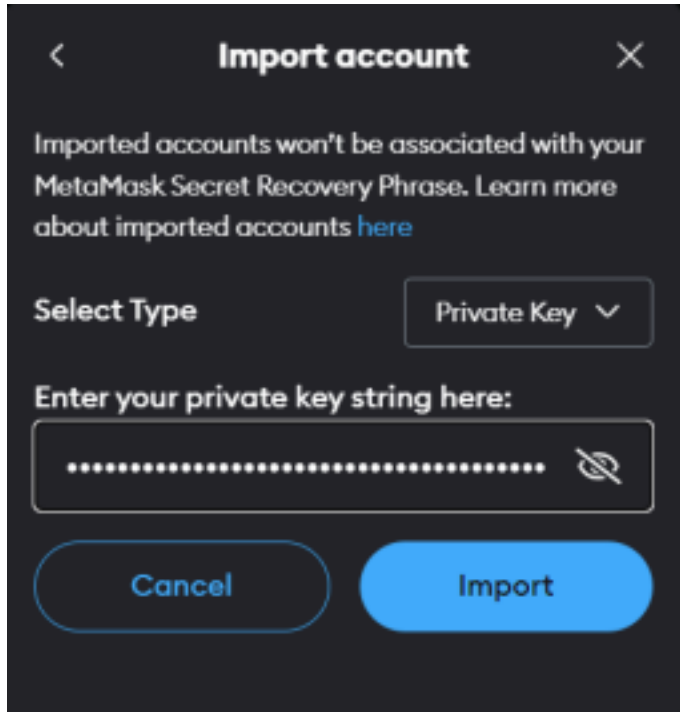 Import account
Imported accounts won't be associated with your
MetaMask Secret Recovery Phrase. Learn more
about imported accounts here
Select Type
Private Key
Enter your private key string here:
••••••••••••••••••••••••••••••••••••••
Cancel
Import